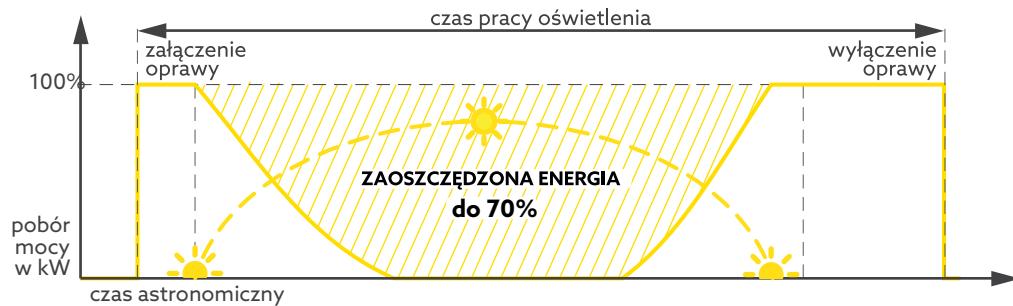 czas pracy oświetlenia
załączenie
oprawy
wyłączenie
oprawy
100%
ZAOSZCZĘDZONA ENERGIA
do 70%
pobór
mocy
w kW
czas astronomiczny